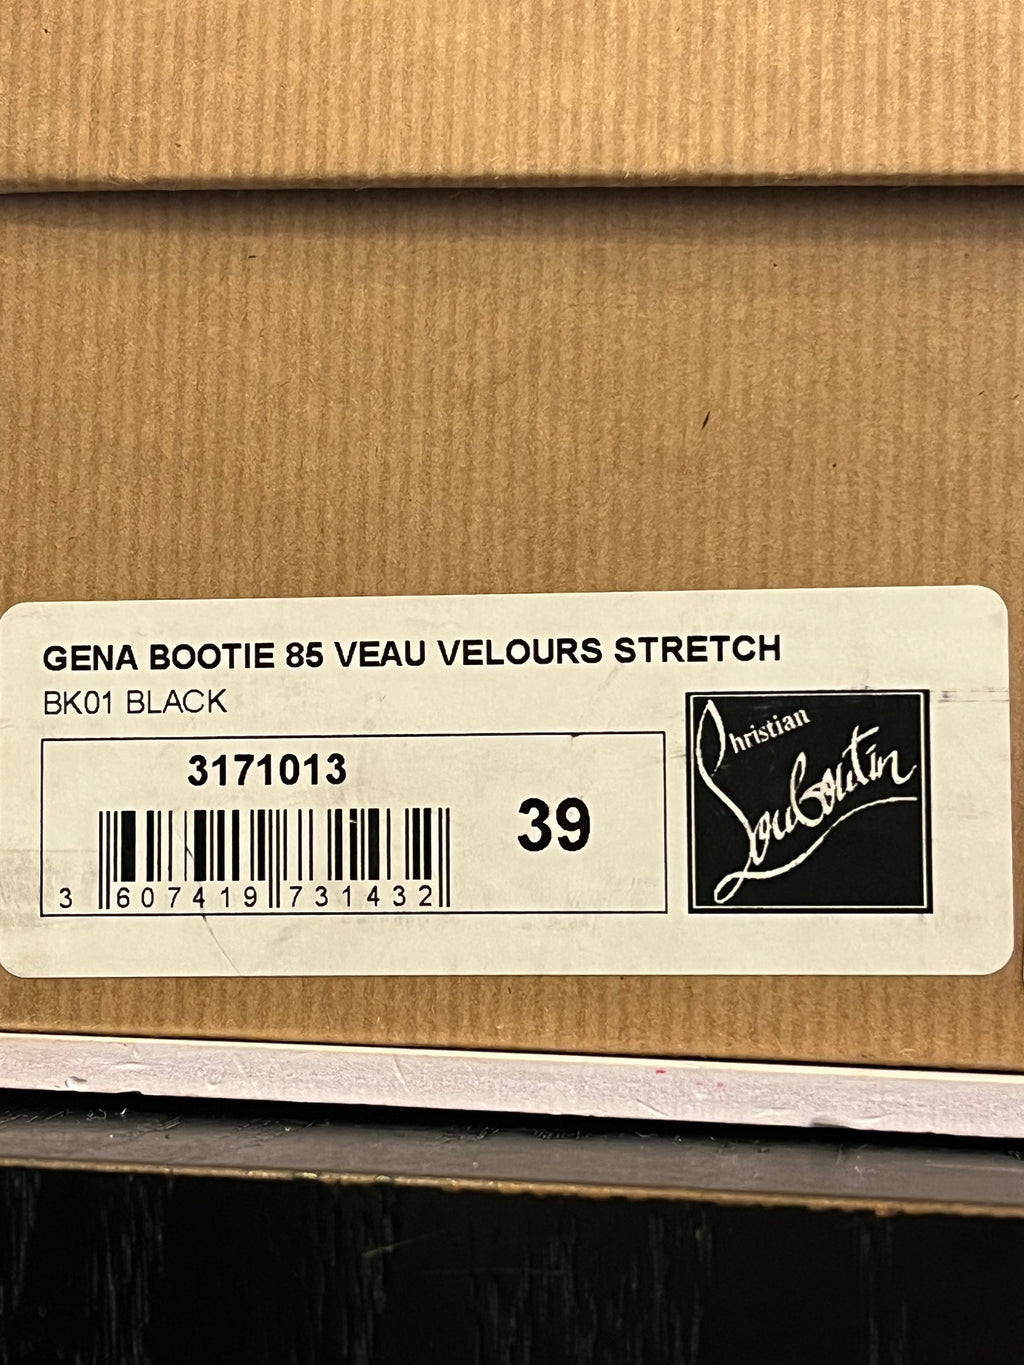 GENA BOOTIE 85 VEAU VELOURS STRETCH
BK01 BLACK
3171013
39
3 607419 731432
Christian
Louboutin